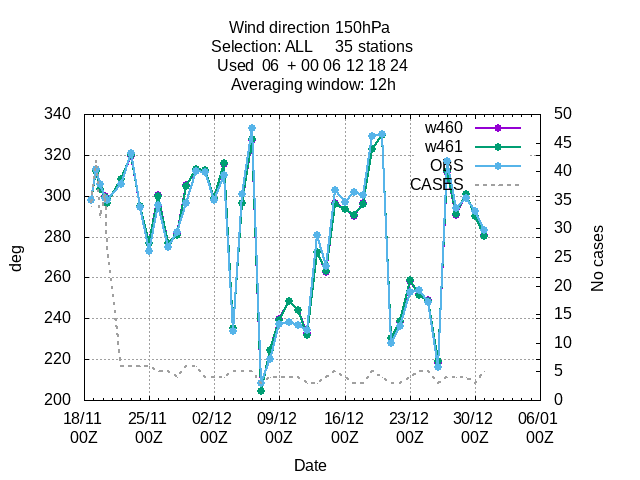 Wind direction 150hPa
Selection: ALL     35 stations
Used  06  + 00 06 12 18 24
Averaging window: 12h
340
320
300
280
260
240
220
200
50
45
40
35
30
25
20
15
10
5
0
w460
w461
OBS
CASES
deg
No cases
18/11 25/11 02/12 09/12 16/12 23/12 30/12 06/01
00Z 00Z 00Z 00Z 00Z 00Z 00Z 00Z
Date